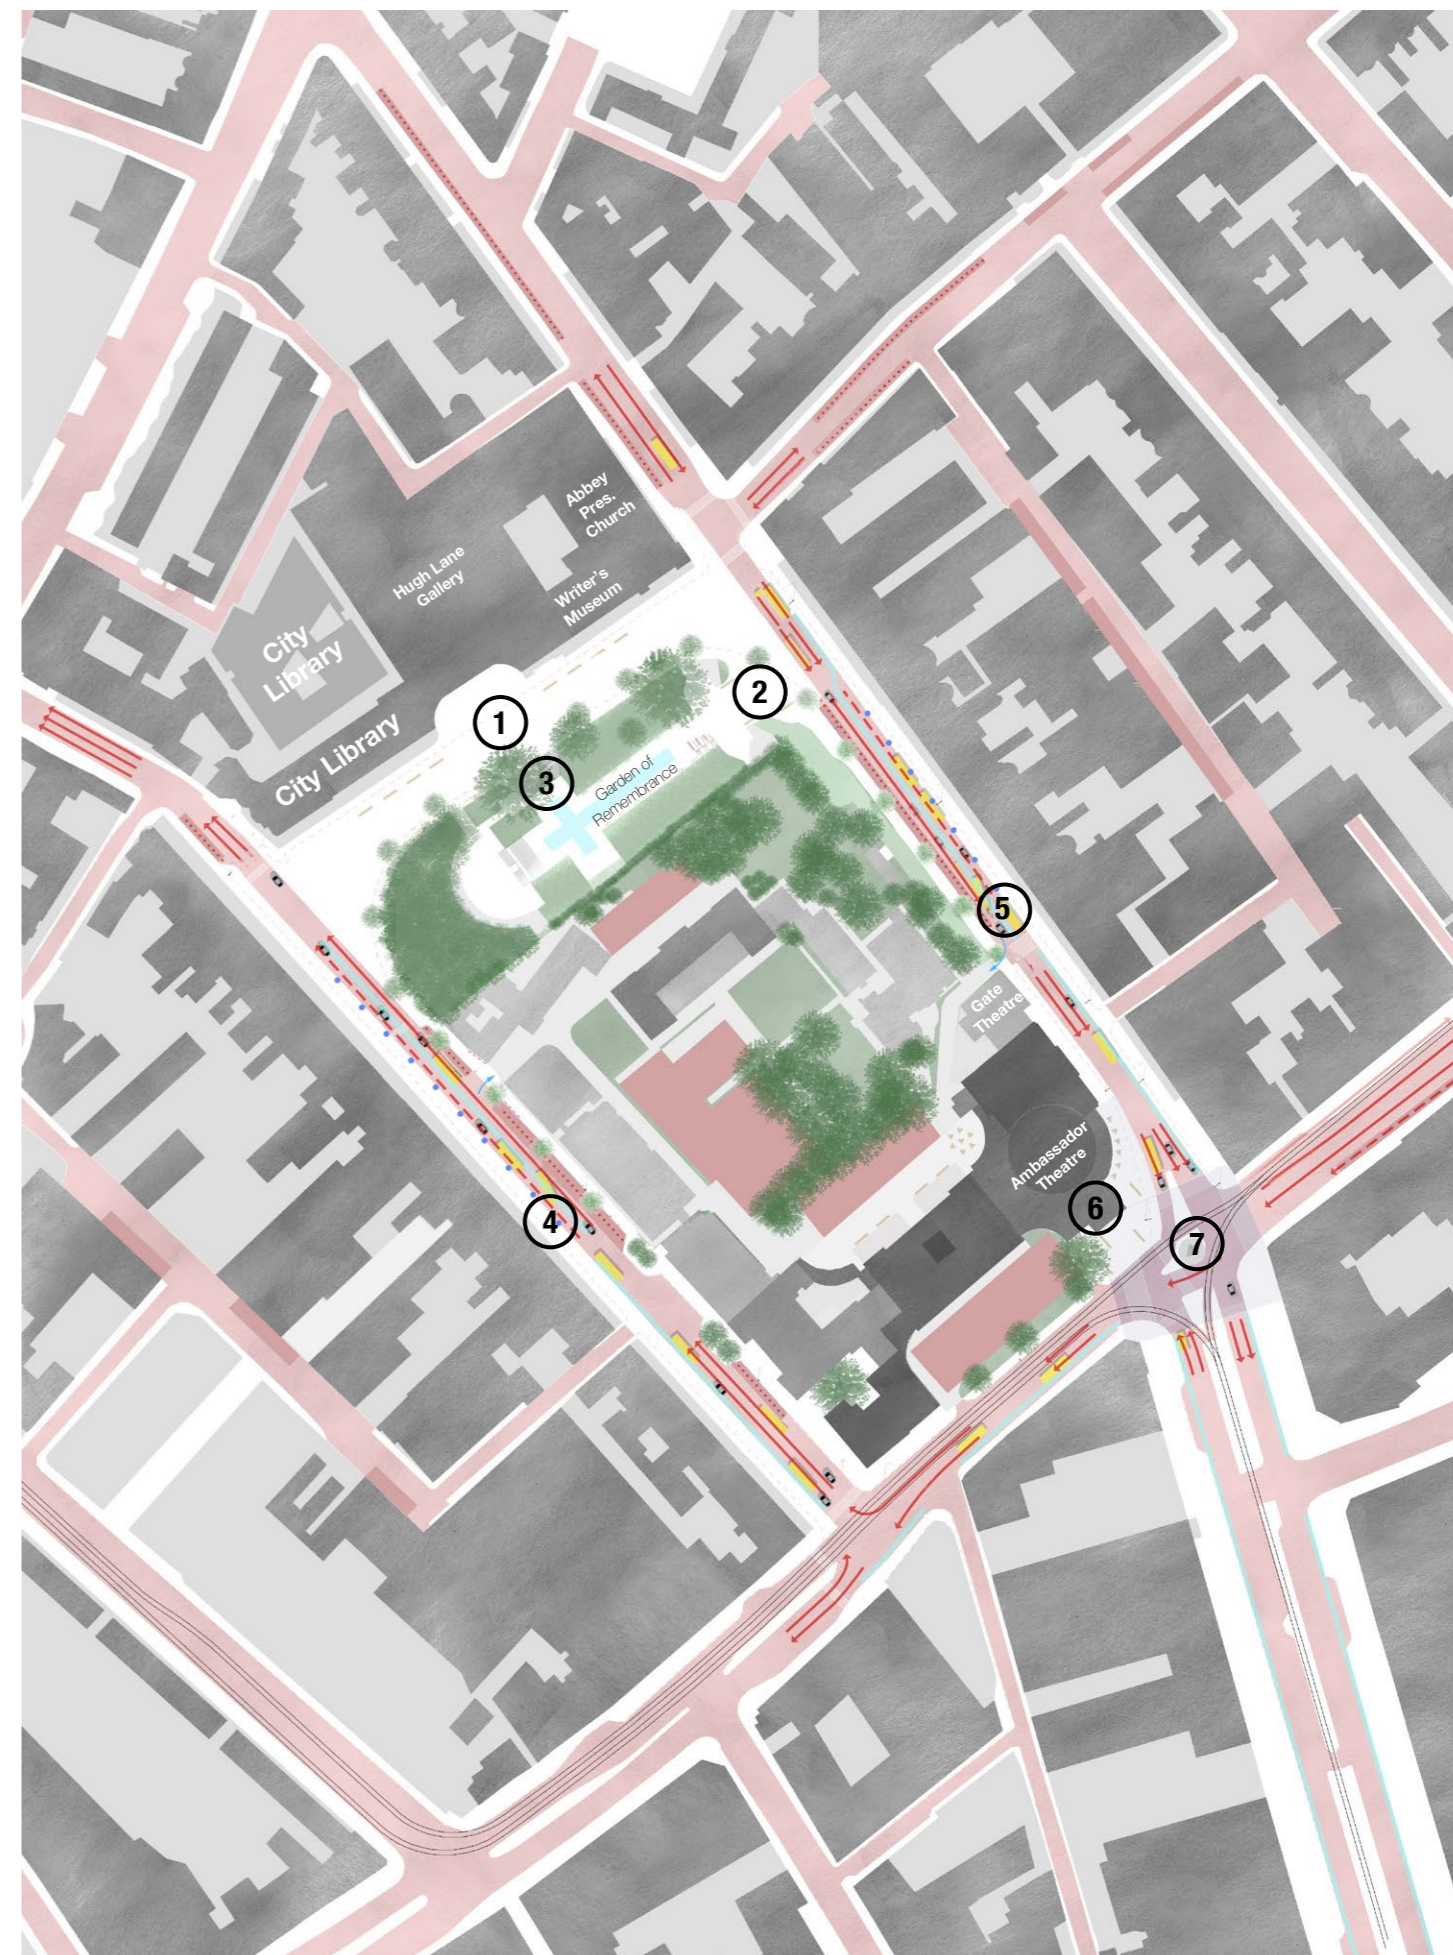 Abbey
Pres.
Church
Hugh Lane
Gallery
Writer's
Museum
City
Library
City Library
1
2
3
Garden of
Remembrance
5
Gate
Theatre
Ambassador
Theatre
4
6
7